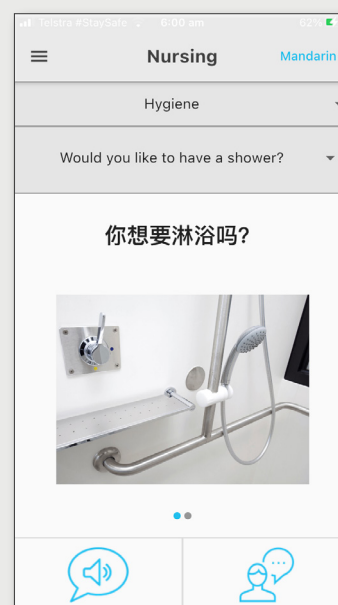 Telstra #StaySafe 6:00 am 62%
Nursing Mandarin
Hygiene
Would you like to have a shower?
你想要淋浴吗?